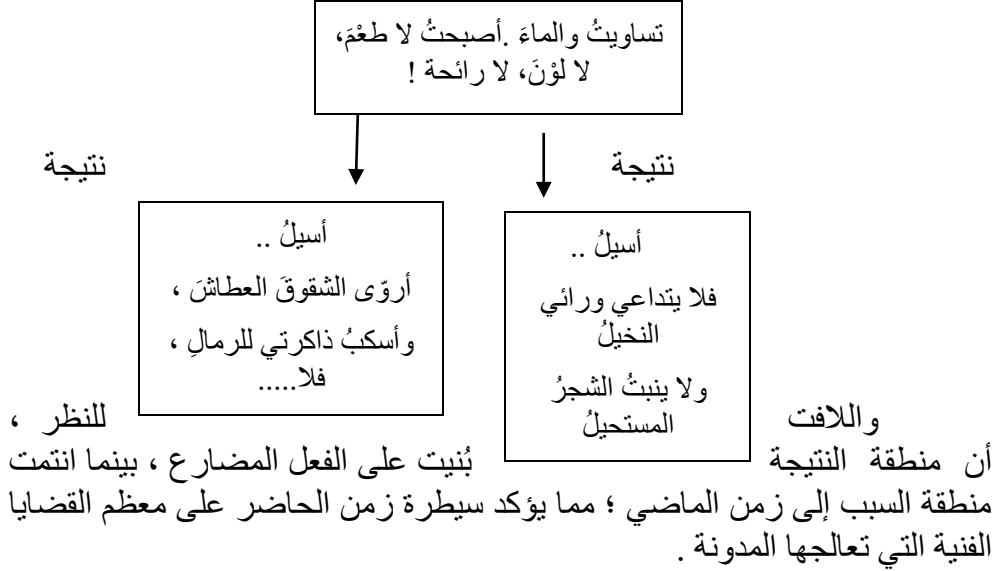 تساويتُ والماءَ .أصبحتُ لا طعْمَ،
لا لوْنَ، لا رائحة !
نتيجة
نتيجة
أسيلُ ..
فلا يتداعي ورائي
النخيلُ
ولا ينبتُ الشجرُ
المستحيلُ
أسيلُ ..
أروّى الشقوقَ العطاشَ ،
وأسكبُ ذاكرتي للرمالِ ،
فلا.....
واللافت للنظر ،
أن منطقة النتيجة بُنيت على الفعل المضارع ، بينما انتمت
منطقة السبب إلى زمن الماضي ؛ مما يؤكد سيطرة زمن الحاضر على معظم القضايا
الفنية التي تعالجها المدونة .